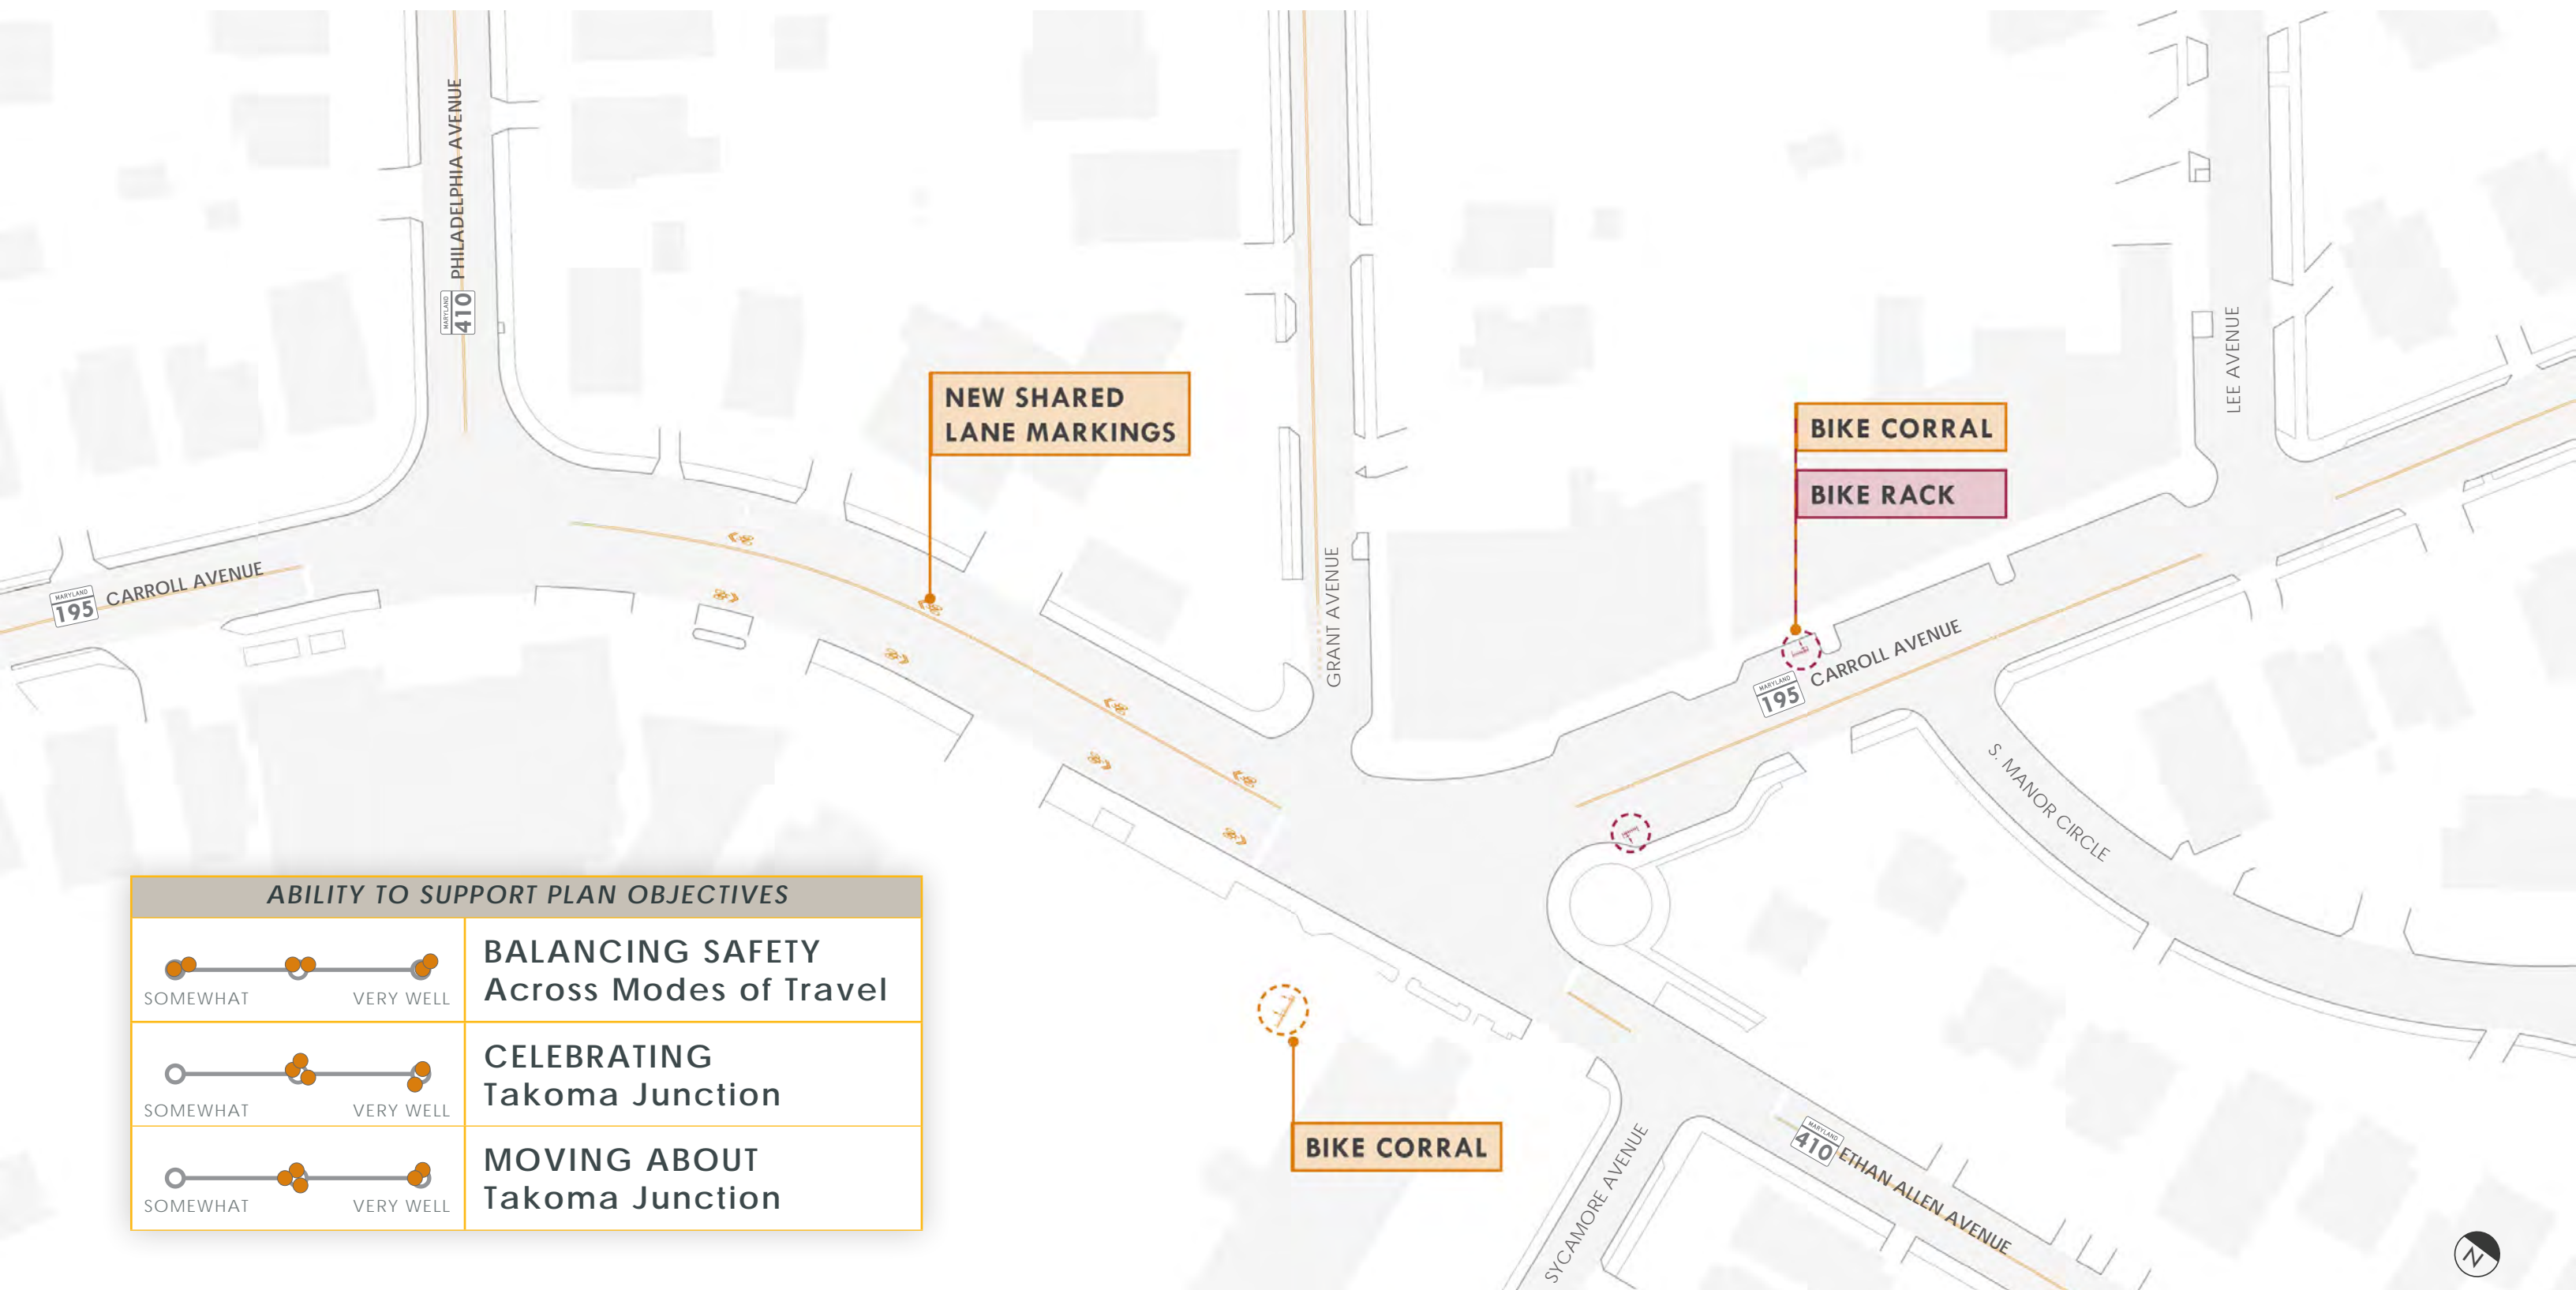 PHILADELPHIA AVENUE
MARYLAND
410
NEW SHARED
LANE MARKINGS
BIKE CORRAL
BIKE RACK
LEE AVENUE
MARYLAND
195
CARROLL AVENUE
GRANT AVENUE
MARYLAND
195
CARROLL AVENUE
S. MANOR CIRCLE
ABILITY TO SUPPORT PLAN OBJECTIVES
SOMEWHAT
VERY WELL
BALANCING SAFETY
Across Modes of Travel
SOMEWHAT
VERY WELL
CELEBRATING
Takoma Junction
SOMEWHAT
VERY WELL
MOVING ABOUT
Takoma Junction
BIKE CORRAL
SYCAMORE AVENUE
MARYLAND
410
ETHAN ALLEN AVENUE
N